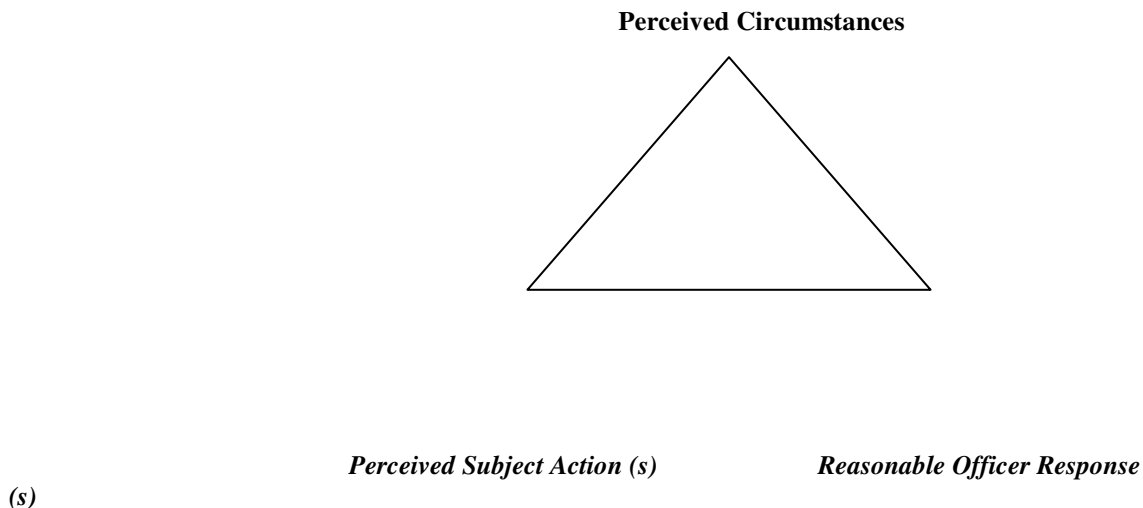 Perceived Circumstances
Perceived Subject Action (s) Reasonable Officer Response
(s)